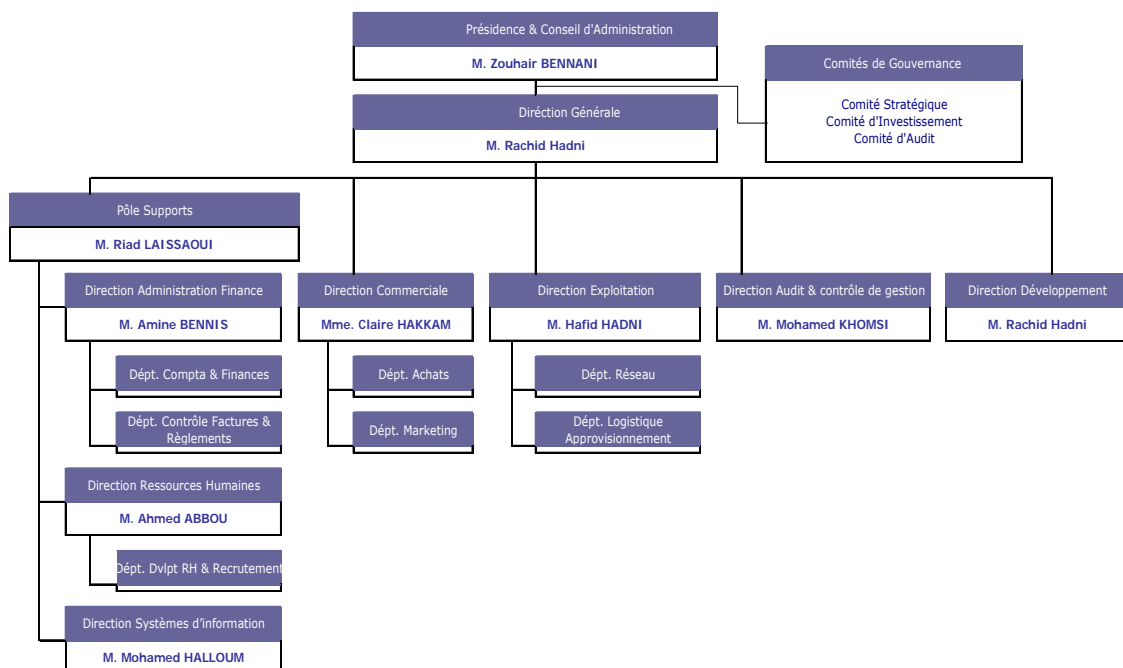 Présidence & Conseil d'Administration
M. Zouhair BENNANI
Comités de Gouvernance
Comité Stratégique
Comité d'Investissement
Comité d'Audit
Diréction Générale
M. Rachid Hadni
Pôle Supports
M. Riad LAISSAOUI
Direction Administration Finance
M. Amine BENNIS
Dépt. Compta & Finances
Dépt. Contrôle Factures &
Règlements
Direction Ressources Humaines
M. Ahmed ABBOU
Dépt. Dvlpt RH & Recrutement
Direction Systèmes d'information
M. Mohamed HALLOUM
Direction Commerciale
Mme. Claire HAKKAM
Dépt. Achats
Dépt. Marketing
Direction Exploitation
M. Hafid HADNI
Dépt. Réseau
Dépt. Logistique
Approvisionnement
Direction Audit & contrôle de gestion
M. Mohamed KHOMSI
Direction Développement
M. Rachid Hadni